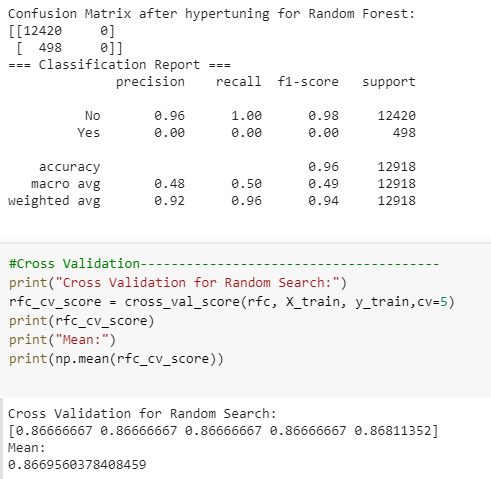 Confusion Matrix after hypertuning for Random Forest:
[[12420     0]
 [  498     0]]
=== Classification Report ===
              precision    recall  f1-score   support

          No       0.96      1.00      0.98     12420
         Yes       0.00      0.00      0.00       498

    accuracy                           0.96     12918
   macro avg       0.48      0.50      0.49     12918
weighted avg       0.92      0.96      0.94     12918

#Cross Validation---------------------------------------
print("Cross Validation for Random Search:")
rfc_cv_score = cross_val_score(rfc, X_train, y_train,cv=5)
print(rfc_cv_score)
print("Mean:")
print(np.mean(rfc_cv_score))

Cross Validation for Random Search:
[0.86666667 0.86666667 0.86666667 0.86666667 0.86811352]
Mean:
0.8669560378408459